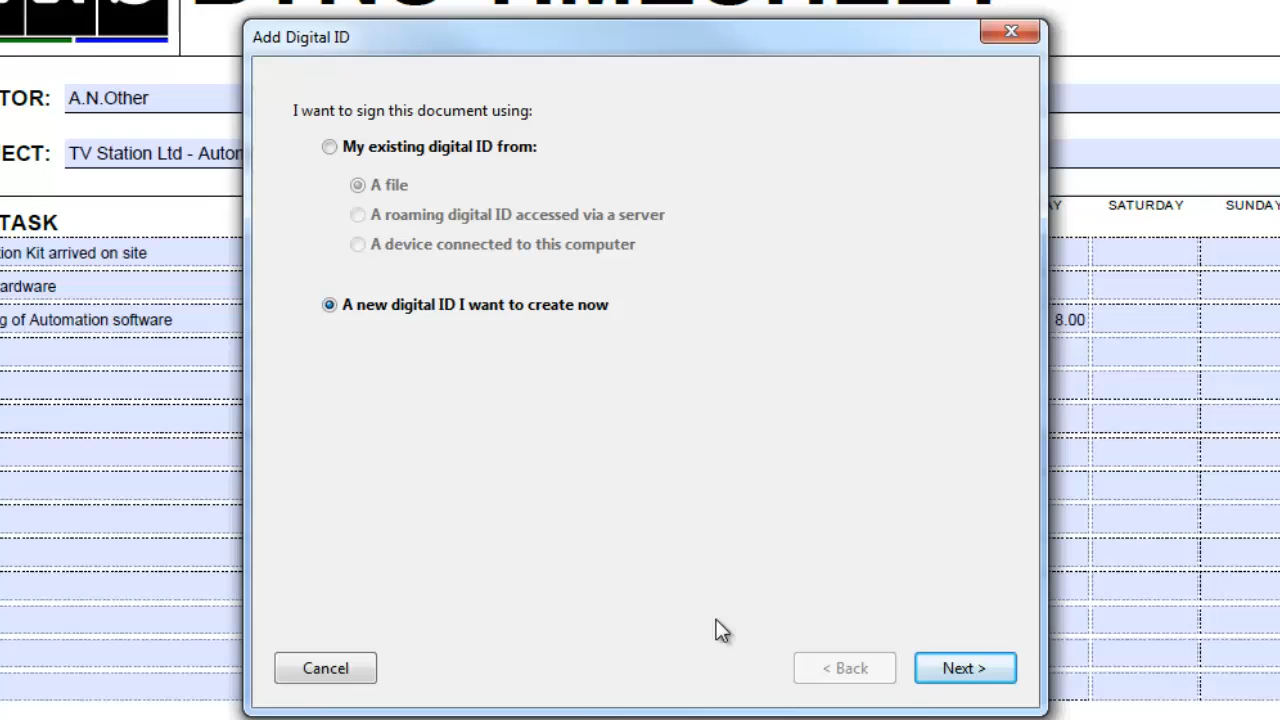 DYNO TIMESHEET
Add Digital ID
TOR: A.N.Other
ECT: TV Station Ltd - Autom
I want to sign this document using:
My existing digital ID from:
A file
A roaming digital ID accessed via a server
A device connected to this computer
A new digital ID I want to create now
AY SATURDAY SUNDAY
TASK
ion Kit arrived on site
ardware
g of Automation software 8.00
Cancel < Back Next >